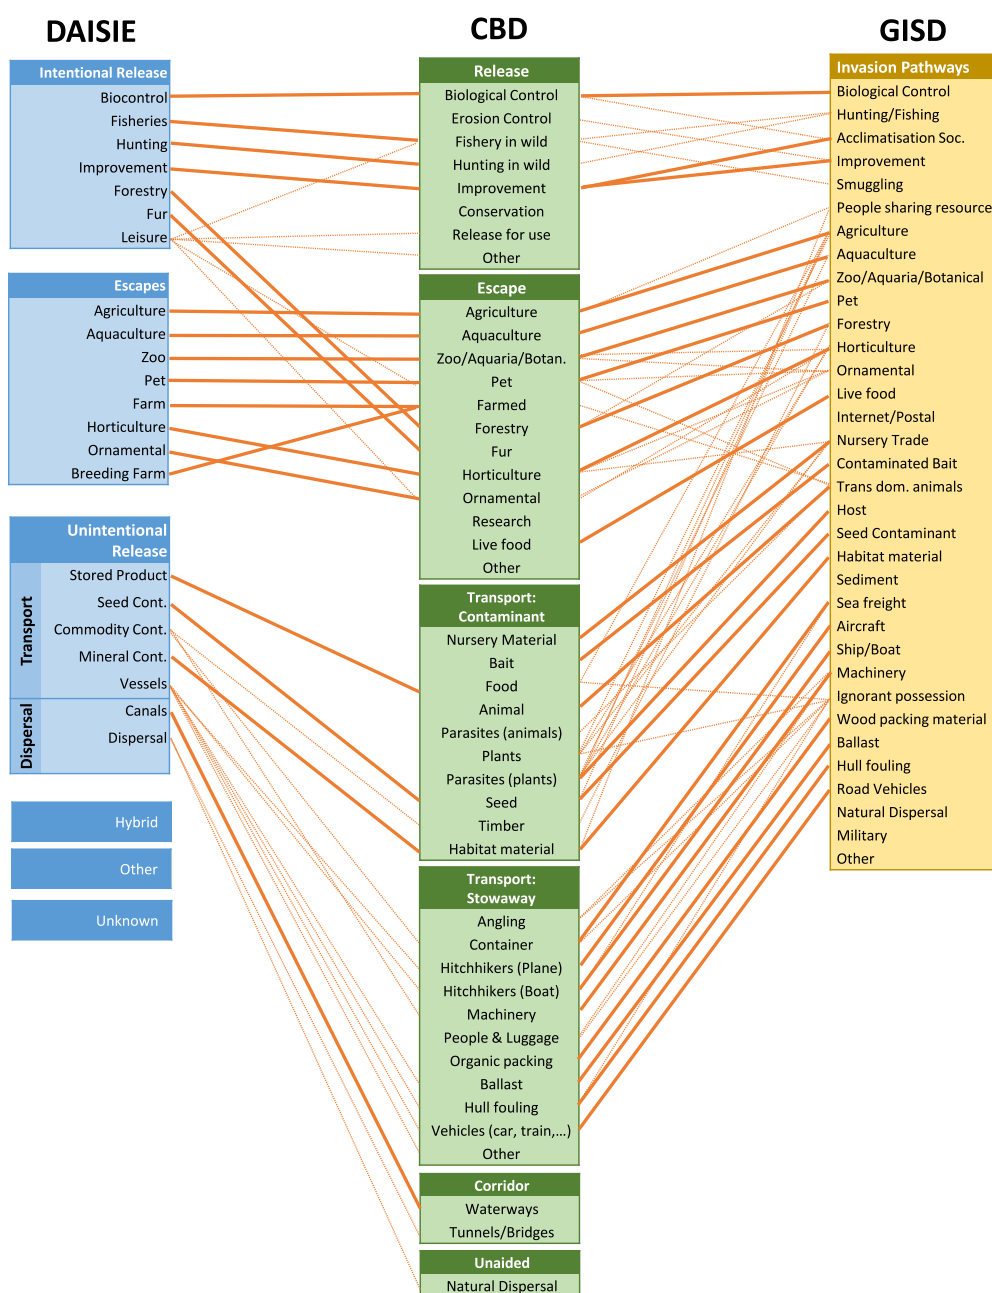 DAISIE
Intentional Release
Biocontrol
Fisheries
Hunting
Improvement
Forestry
Fur
Leisure
Escapes
Agriculture
Aquaculture
Zoo
Pet
Farm
Horticulture
Ornamental
Breeding Farm
Unintentional
Release
Transport
Stored Product
Seed Cont.
Commodity Cont.
Mineral Cont.
Vessels
Dispersal
Canals
Dispersal
Hybrid
Other
Unknown
CBD
Release
Biological Control
Erosion Control
Fishery in wild
Hunting in wild
Improvement
Conservation
Release for use
Other
Escape
Agriculture
Aquaculture
Zoo/Aquaria/Botan.
Pet
Farmed
Forestry
Fur
Horticulture
Ornamental
Research
Live food
Other
Transport:
Contaminant
Nursery Material
Bait
Food
Animal
Parasites (animals)
Plants
Parasites (plants)
Seed
Timber
Habitat material
Transport:
Stowaway
Angling
Container
Hitchhikers (Plane)
Hitchhikers (Boat)
Machinery
People & Luggage
Organic packing
Ballast
Hull fouling
Vehicles (car, train,...)
Other
Corridor
Waterways
Tunnels/Bridges
Unaided
Natural Dispersal
GISD
Invasion Pathways
Biological Control
Hunting/Fishing
Acclimatisation Soc.
Improvement
Smuggling
People sharing resource
Agriculture
Aquaculture
Zoo/Aquaria/Botanical
Pet
Forestry
Horticulture
Ornamental
Live food
Internet/Postal
Nursery Trade
Contaminated Bait
Trans dom. animals
Host
Seed Contaminant
Habitat material
Sediment
Sea freight
Aircraft
Ship/Boat
Machinery
Ignorant possession
Wood packing material
Ballast
Hull fouling
Road Vehicles
Natural Dispersal
Military
Other